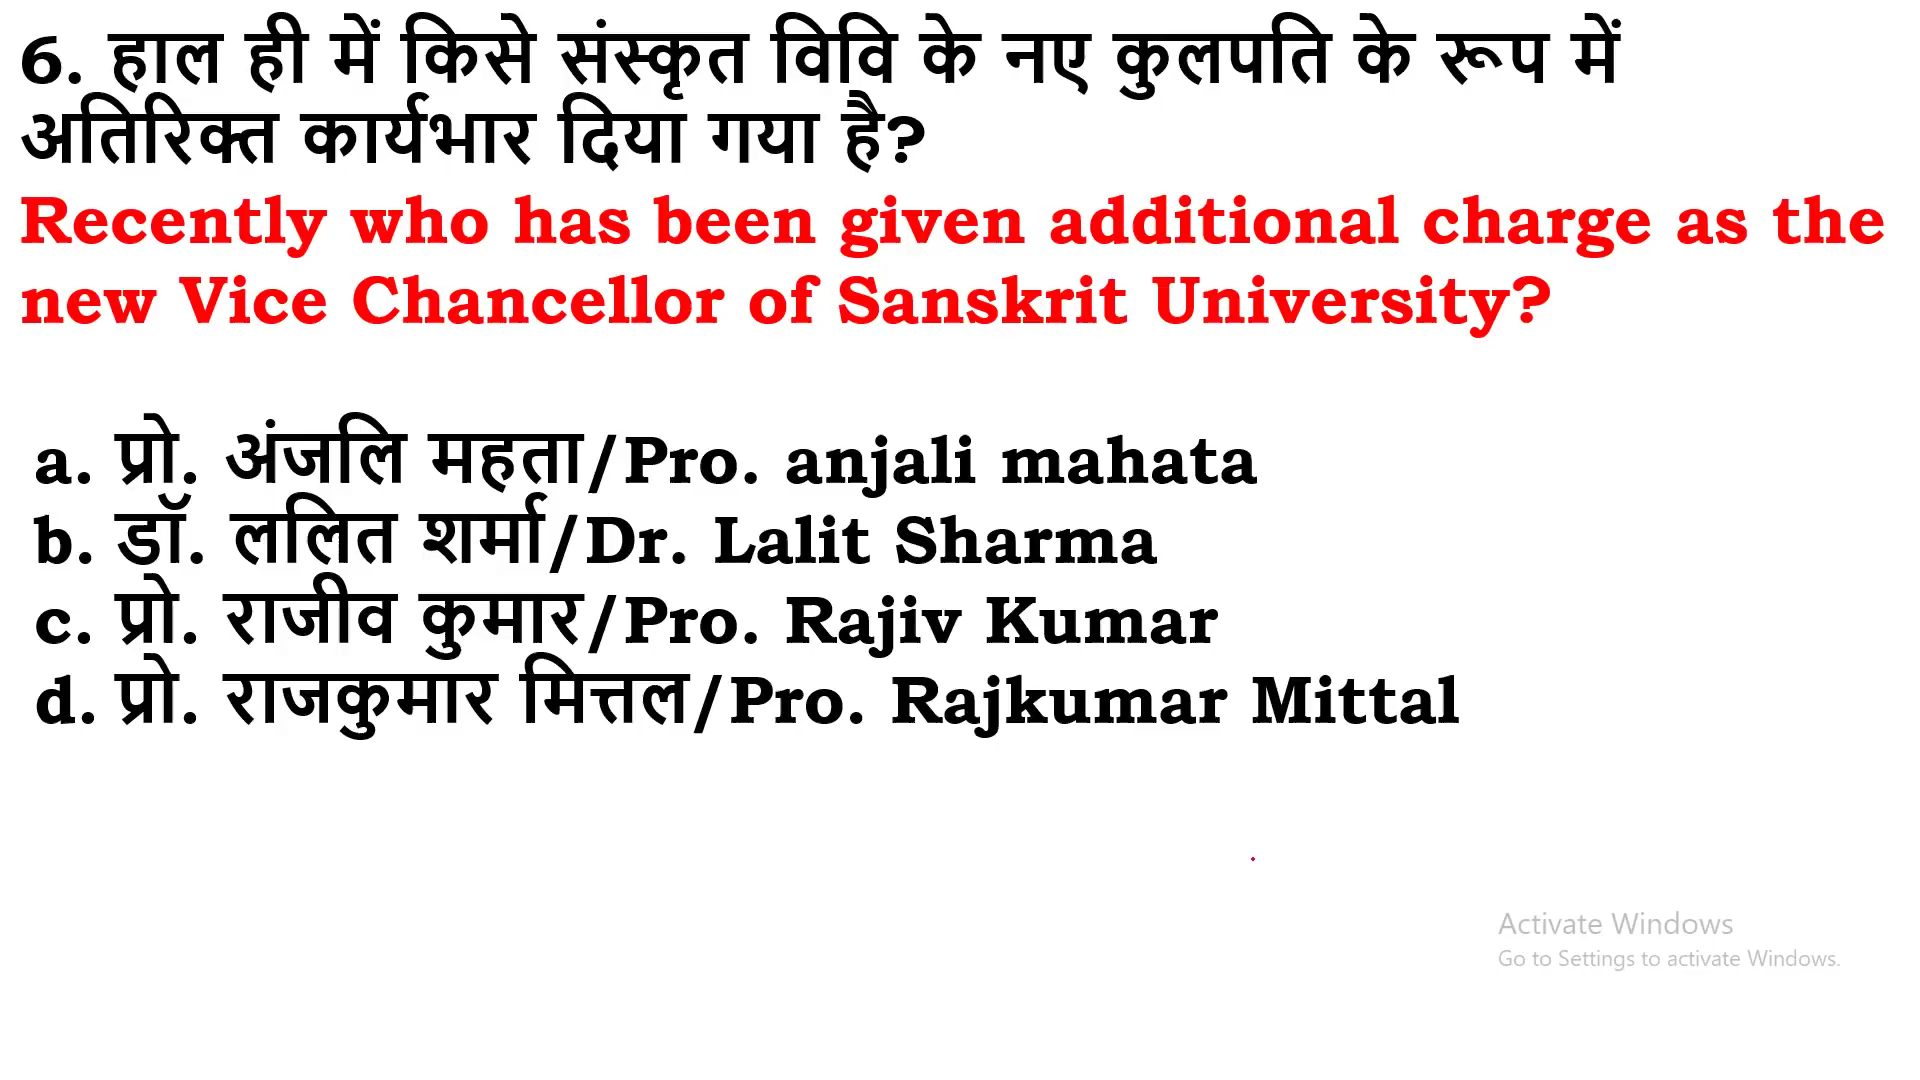 6. हाल ही में किसे संस्कृत विवि के नए कुलपति के रूप में
अतिरिक्त कार्यभार दिया गया है?
Recently who has been given additional charge as the
new Vice Chancellor of Sanskrit University?
a. प्रो. अंजलि महता/Pro. anjali mahata
b. डॉ. ललित शर्मा/Dr. Lalit Sharma
c. प्रो. राजीव कुमार/Pro. Rajiv Kumar
d. प्रो. राजकुमार मित्तल/Pro. Rajkumar Mittal
Activate Windows
Go to Settings to activate Windows.